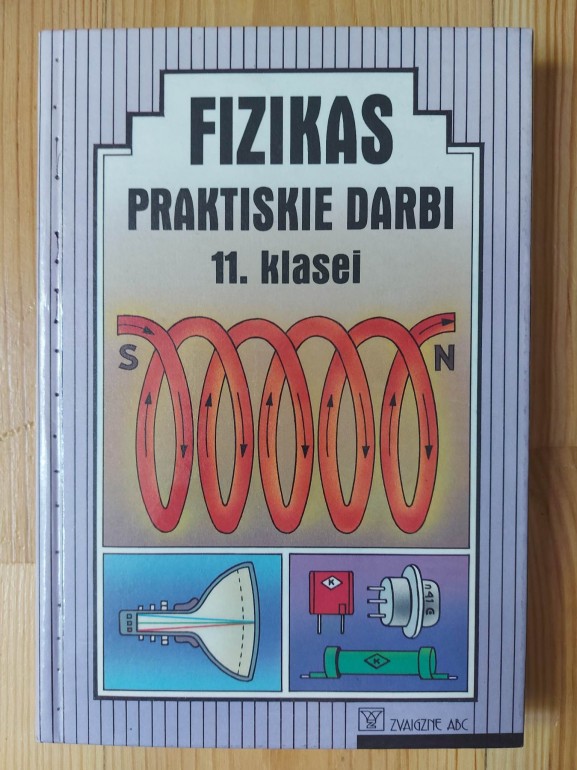 FIZIKAS
PRAKTISKIE DARBI
11. klasei
S N
K
K
ZVAIGZNE ABC